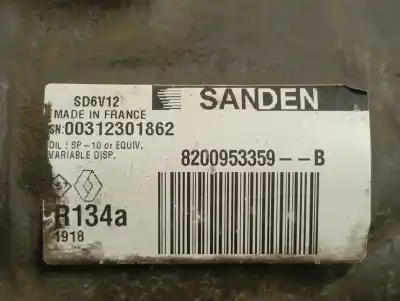 SD6V12
MADE IN FRANCE
SN:00312301862
OIL : SP-10 or EQUIV.
VARIABLE DISP.
SANDEN
8200953359--B
R134a
1918